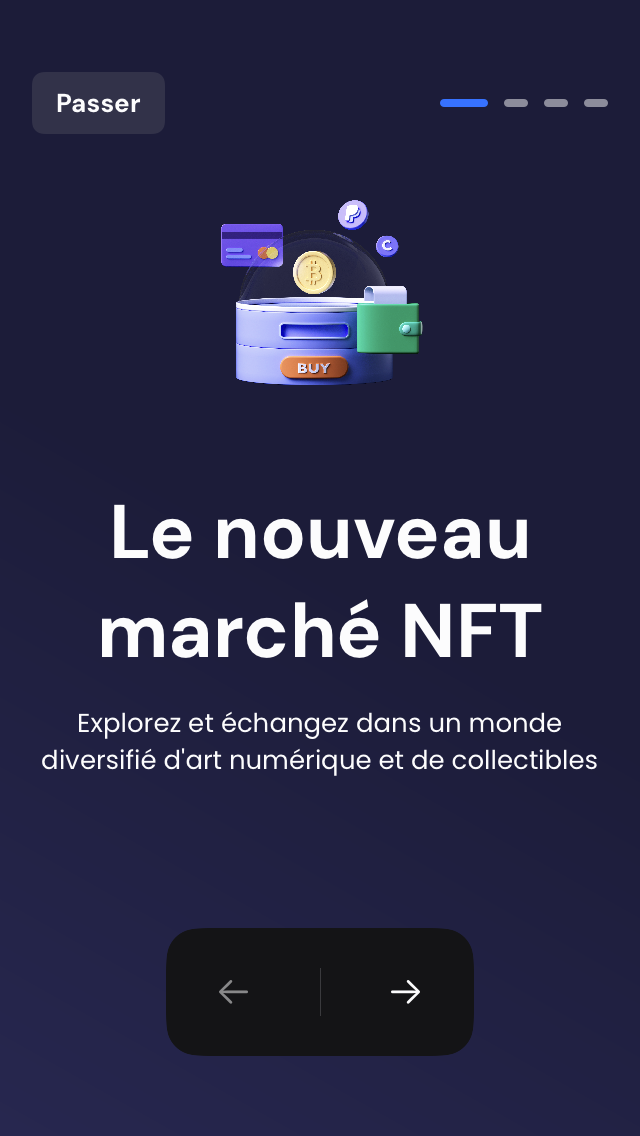 Passer
C
BUY
Le nouveau
marché NFT
Explorez et échangez dans un monde
diversifié d'art numérique et de collectibles